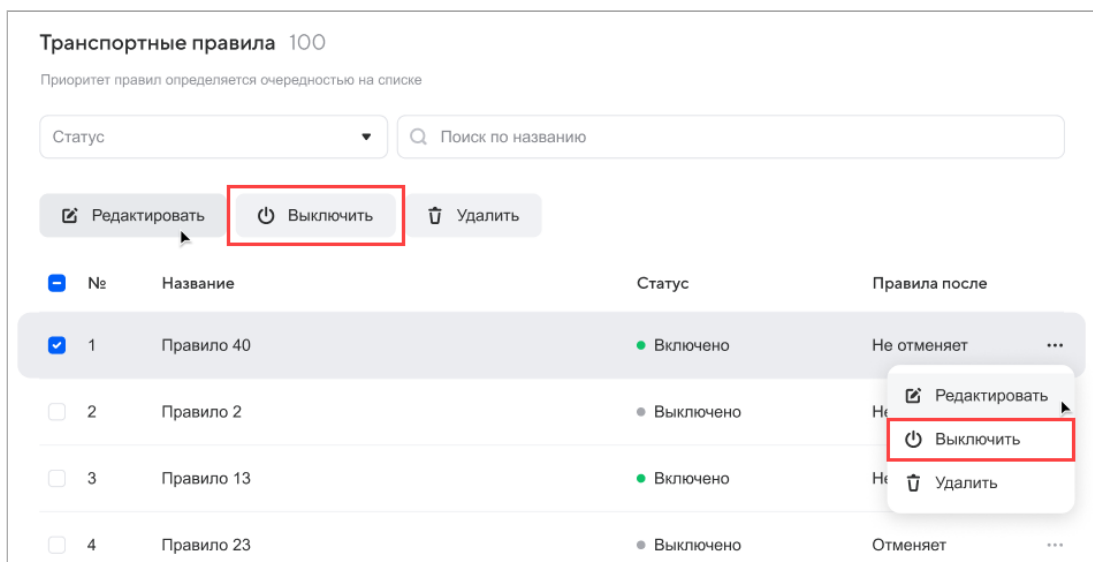 Транспортные правила 100
Приоритет правил определяется очередностью на списке
Статус Поиск по названию
Редактировать Выключить Удалить
№ Название Статус Правила после
1 Правило 40 Включено Не отменяет
Редактировать
2 Правило 2 Выключено Не
Выключить
3 Правило 13 Включено Не
Удалить
4 Правило 23 Выключено Отменяет